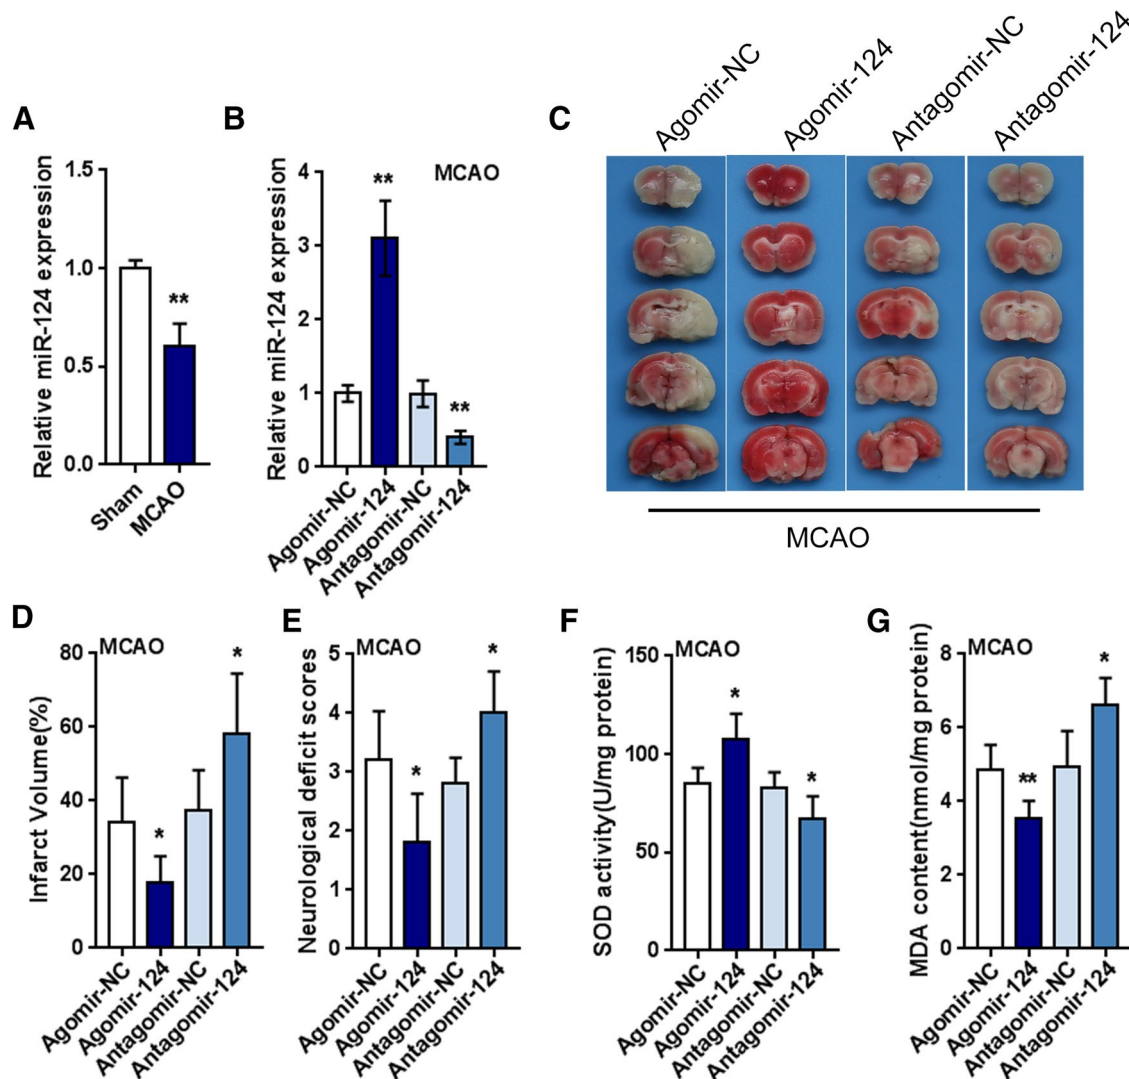 A
Relative miR-124 expression
1.5
1.0
0.5
0.0
**
Sham
MCAO
B
Relative miR-124 expression
4
3
2
1
0
MCAO
**
**
Agomir-NC
Agomir-124
Antagomir-NC
Antagomir-124
C
Agomir-NC
Agomir-124
Antagomir-NC
Antagomir-124
MCAO
D
Infarct Volume(%)
80
60
40
20
0
MCAO
*
*
Agomir-NC
Agomir-124
Antagomir-NC
Antagomir-124
E
Neurological deficit scores
5
4
3
2
1
0
MCAO
*
*
Agomir-NC
Agomir-124
Antagomir-NC
Antagomir-124
F
SOD activity(U/mg protein)
150
100
50
0
MCAO
*
*
Agomir-NC
Agomir-124
Antagomir-NC
Antagomir-124
G
MDA content(nmol/mg protein)
8
6
4
2
0
MCAO
**
*
Agomir-NC
Agomir-124
Antagomir-NC
Antagomir-124